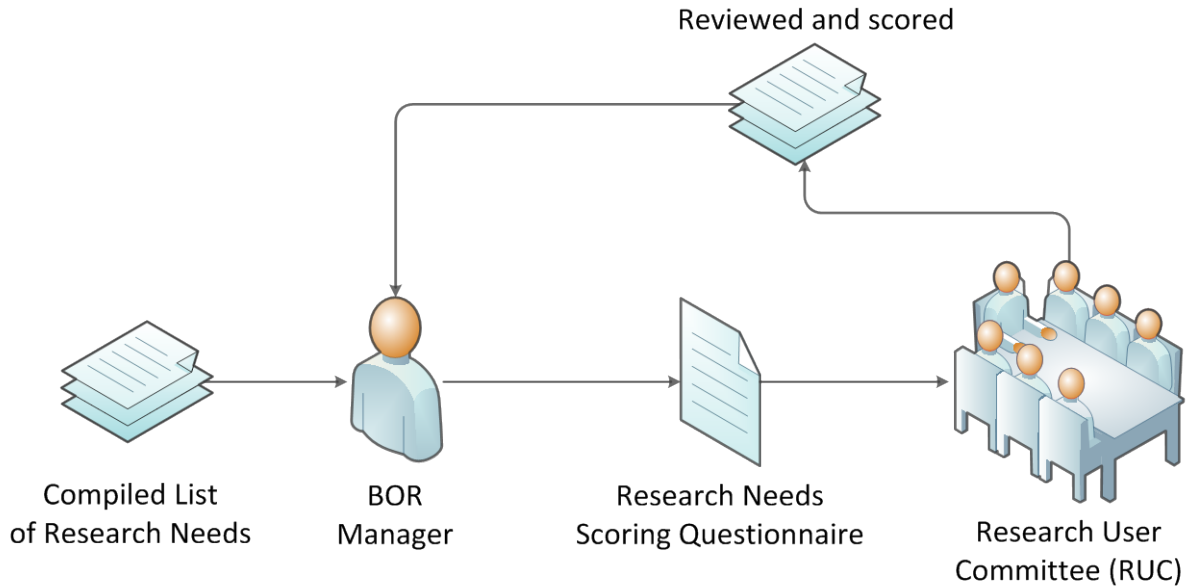 Reviewed and scored
Compiled List
of Research Needs
BOR
Manager
Research Needs
Scoring Questionnaire
Research User
Committee (RUC)